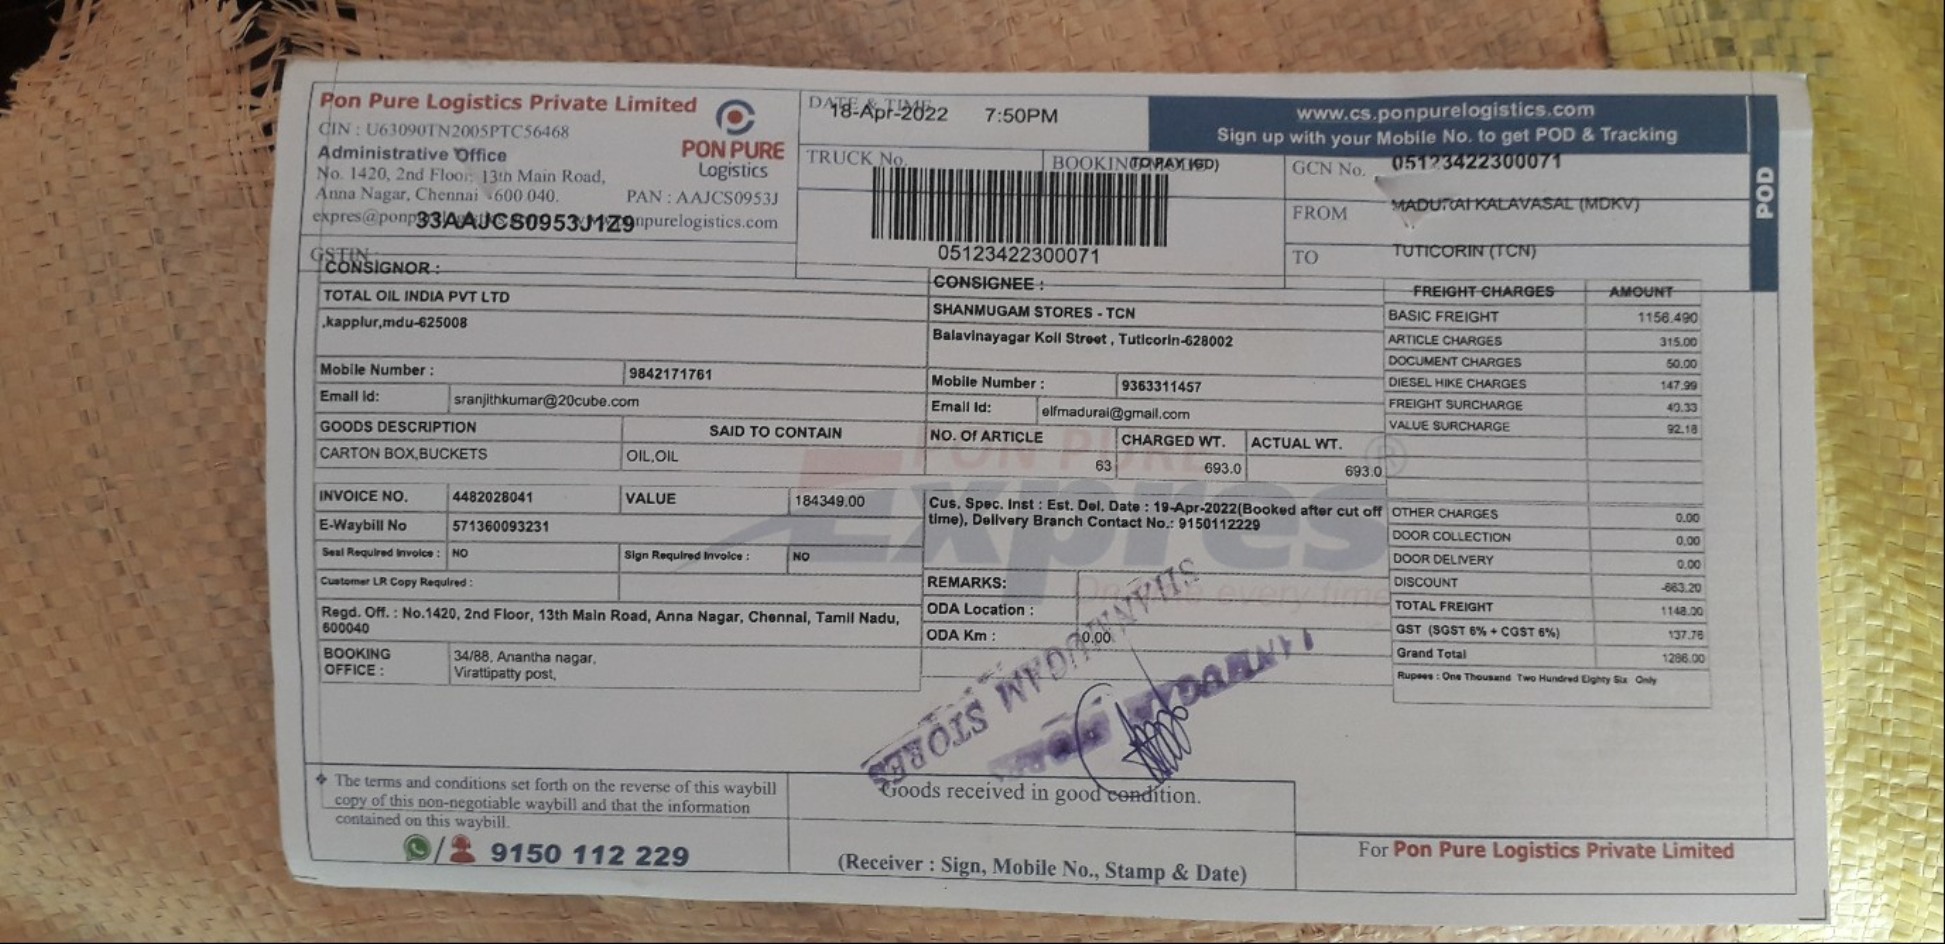 Pon Pure Logistics Private Limited
CIN : U63090TN2005PTC56468
Administrative Office
No. 1420, 2nd Floor, 13th Main Road,
Anna Nagar, Chennai - 600 040.
PAN : AAJCS0953J
PON PURE
Logistics
33AAJCS0953J1Z9
GSTIN
DATE & TIME
18-Apr-2022 7:50PM
www.cs.ponpurelogistics.com
Sign up with your Mobile No. to get POD & Tracking
POD
TRUCK No.
05123422300071
GCN No. 05123422300071
FROM MADURAI KALAVASAL (MDKV)
TO TUTICORIN (TCN)
CONSIGNOR :
TOTAL OIL INDIA PVT LTD
,kapplur,mdu-625008
Mobile Number : 9842171761
Email Id: sranjithkumar@20cube.com
CONSIGNEE :
SHANMUGAM STORES - TCN
Balavinayagar Koil Street , Tuticorin-628002
Mobile Number : 9363311457
Email Id: elfmadurai@gmail.com
GOODS DESCRIPTION SAID TO CONTAIN
CARTON BOX,BUCKETS OIL,OIL
NO. Of ARTICLE CHARGED WT. ACTUAL WT.
63 693.0 693.0
INVOICE NO. 4482028041 VALUE 184349.00
E-Waybill No 571360093231
Seal Required Invoice : NO Sign Required Invoice : NO
Customer LR Copy Required :
Regd. Off. : No.1420, 2nd Floor, 13th Main Road, Anna Nagar, Chennai, Tamil Nadu,
600040
BOOKING OFFICE : 34/88, Anantha nagar,
Virattipatty post,
Cus. Spec. Inst : Est. Del. Date : 19-Apr-2022(Booked after cut off
time), Delivery Branch Contact No.: 9150112229
REMARKS:
ODA Location :
ODA Km : 0.00
PON PURE
Expres
FREIGHT CHARGES AMOUNT
BASIC FREIGHT 1156.490
ARTICLE CHARGES 315.00
DOCUMENT CHARGES 50.00
DIESEL HIKE CHARGES 147.99
FREIGHT SURCHARGE 40.33
VALUE SURCHARGE 92.18
OTHER CHARGES 0.00
DOOR COLLECTION 0.00
DOOR DELIVERY 0.00
DISCOUNT -663.20
TOTAL FREIGHT 1148.00
GST (SGST 6% + CGST 6%) 137.76
Grand Total 1286.00
Rupees : One Thousand Two Hundred Eighty Six Only
SHANMUGAM STORES
❖ The terms and conditions set forth on the reverse of this waybill
copy of this non-negotiable waybill and that the information
contained on this waybill.
9150 112 229
Goods received in good condition.
(Receiver : Sign, Mobile No., Stamp & Date)
For Pon Pure Logistics Private Limited